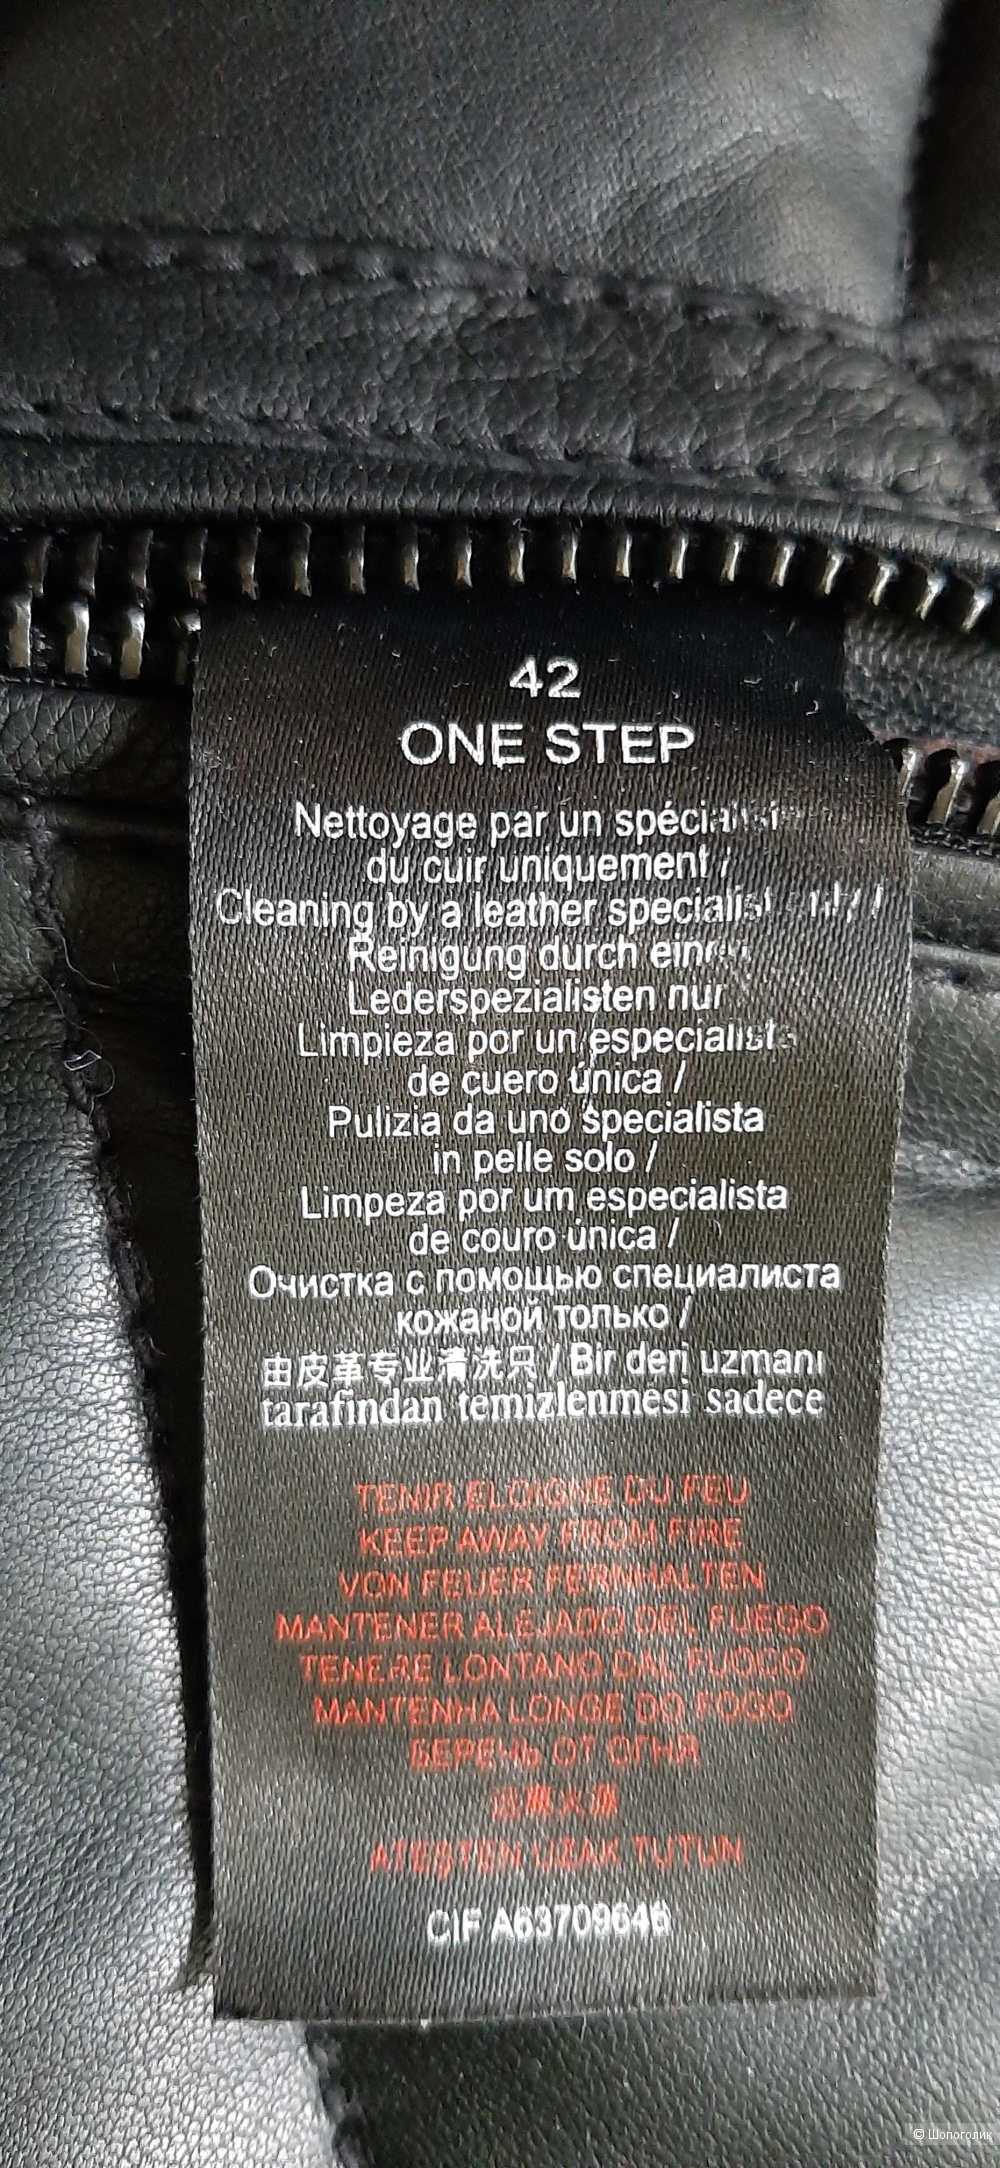 42
ONE STEP
Nettoyage par un
du cuir uniquement /
Cleaning by a leather specialist
Reinigung durch
Lederspezialisten nur
Limpieza por un especialista
de cuero única /
Pulizia da uno specialista
in pelle solo /
Limpeza por um especialista
de couro única /
Очистка с помощью специалиста
кожаной только /
由皮革专业清洗只 / Bir deri uzmanı
tarafindan temizlenmesi sadece
TENIR ELOIGNE DU FEU
KEEP AWAY FROM FIRE
VON FEUER FERNHALTEN
MANTENER ALEJADO DEL FUEGO
TENERE LONTANO DAL FUOCO
MANTENHA LONGE DO FOGO
БЕРЕЧЬ ОТ ОГНЯ
ATEŞTEN UZAK TUTUN
CIF A63709646
© Шопоголик